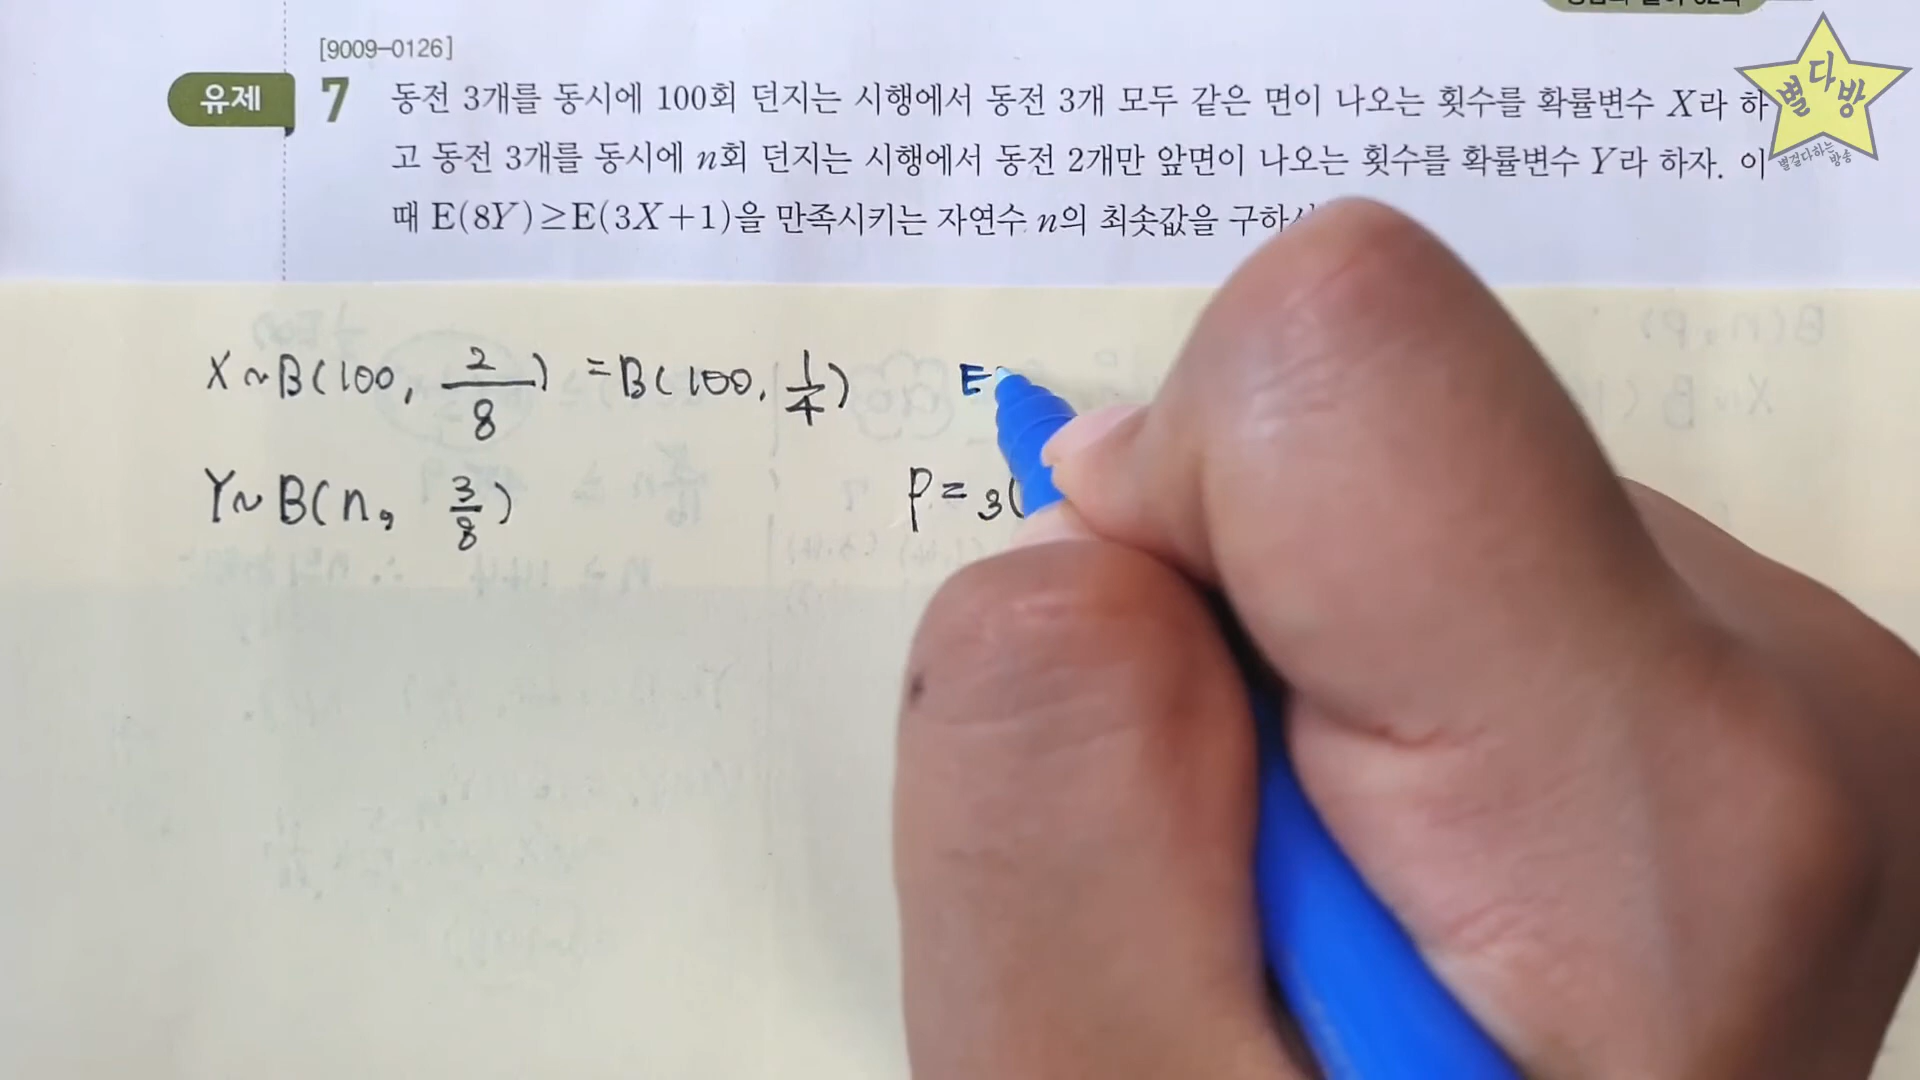 [9009-0126]
유제 7 동전 3개를 동시에 100회 던지는 시행에서 동전 3개 모두 같은 면이 나오는 횟수를 확률변수 X라 하
고 동전 3개를 동시에 n회 던지는 시행에서 동전 2개만 앞면이 나오는 횟수를 확률변수 Y라 하자. 이
때 E(8Y)≥E(3X+1)을 만족시키는 자연수 n의 최솟값을 구하
별다방
별걸다하는
방송
X~B(100, 2/8) =B(100, 1/4) E
Y~B(n, 3/8) P=3(